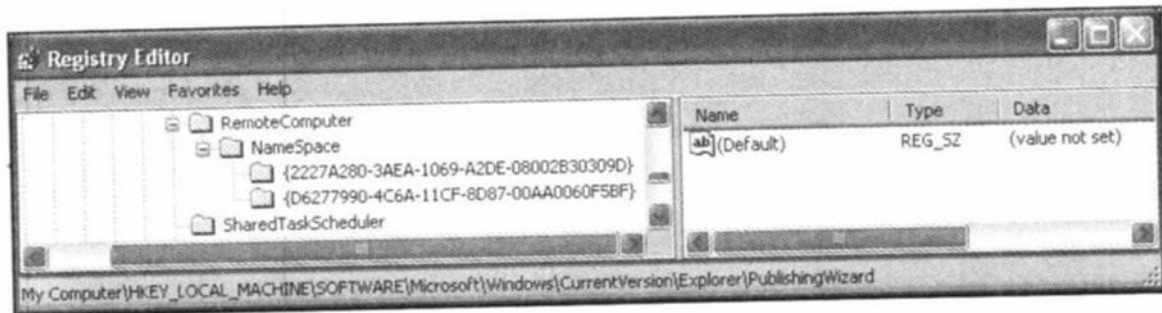 Registry Editor
File Edit View Favorites Help
RemoteComputer
NameSpace
{2227A280-3AEA-1069-A2DE-08002B30309D}
{D6277990-4C6A-11CF-8D87-00AA0060F5BF}
SharedTaskScheduler
Name Type Data
ab (Default) REG_SZ (value not set)
My Computer\HKEY_LOCAL_MACHINE\SOFTWARE\Microsoft\Windows\CurrentVersion\Explorer\PublishingWizard